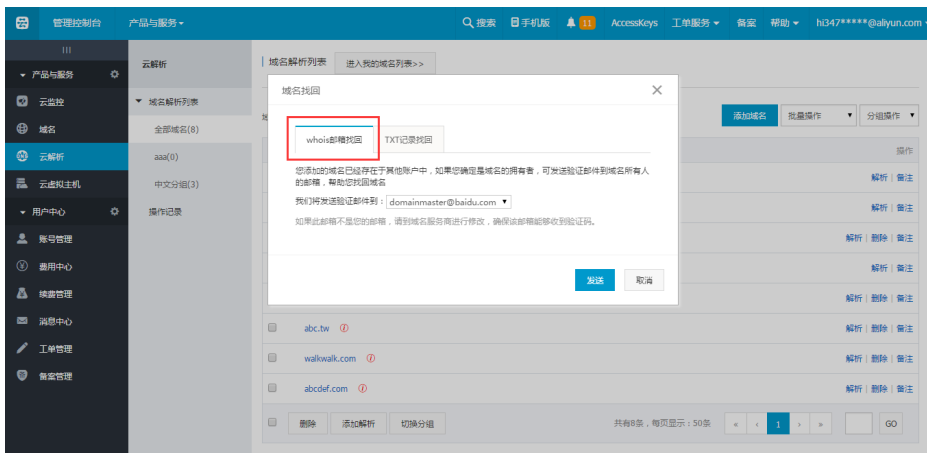 管理控制台 产品与服务 搜索 手机版 11 AccessKeys 工单服务 备案 帮助 hi347*****@aliyun.com
产品与服务
云监控
域名
云解析
云虚拟主机
用户中心
账号管理
费用中心
续费管理
消息中心
工单管理
备案管理
云解析
域名解析列表
全部域名(8)
aaa(0)
中文分组(3)
操作记录
域名解析列表 进入我的域名列表>>
添加域名 批量操作 分组操作
操作
解析 | 备注
解析 | 备注
解析 | 删除 | 备注
解析 | 备注
解析 | 删除 | 备注
域名找回
whois邮箱找回 TXT记录找回
您添加的域名已经存在于其他账户中，如果您确定是域名的拥有者，可发送验证邮件到域名所有人
的邮箱，帮助您找回域名
我们将发送验证邮件到： domainmaster@baidu.com
如果此邮箱不是您的邮箱，请到域名服务商进行修改，确保该邮箱能够收到验证码。
发送 取消
abc.tw 解析 | 删除 | 备注
walkwalk.com 解析 | 删除 | 备注
abcdef.com 解析 | 删除 | 备注
删除 添加解析 切换分组 共有8条，每页显示：50条 « ‹ 1 › » GO